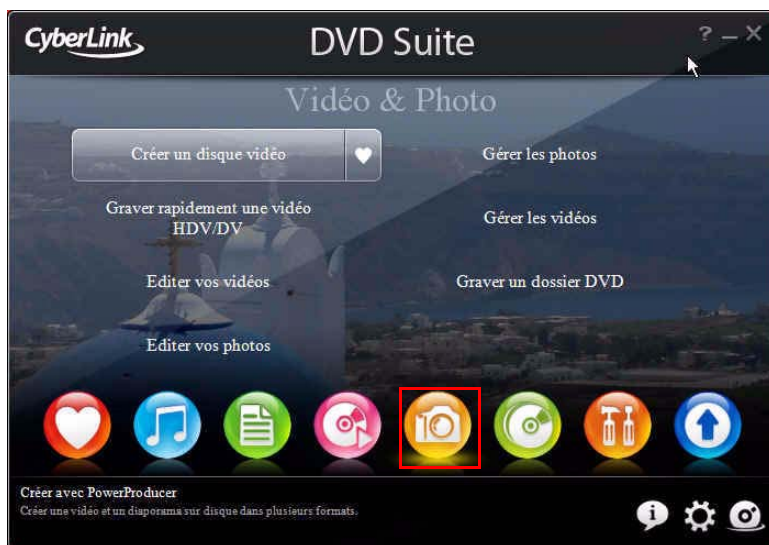 CyberLink
DVD Suite
? – X
Vidéo & Photo
Créer un disque vidéo
Gérer les photos
Graver rapidement une vidéo
HDV/DV
Gérer les vidéos
Editer vos vidéos
Graver un dossier DVD
Editer vos photos
Créer avec PowerProducer
Créer une vidéo et un diaporama sur disque dans plusieurs formats.